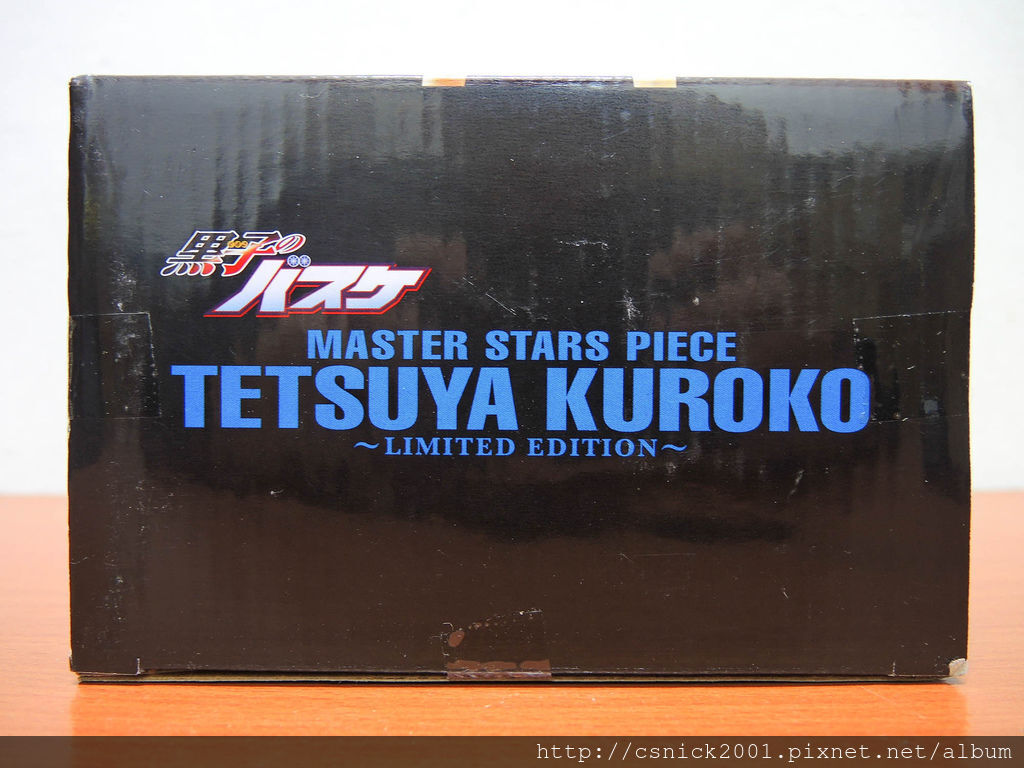 黒子の
バスケ
MASTER STARS PIECE
TETSUYA KUROKO
~LIMITED EDITION~
http://csnick2001.pixnet.net/album